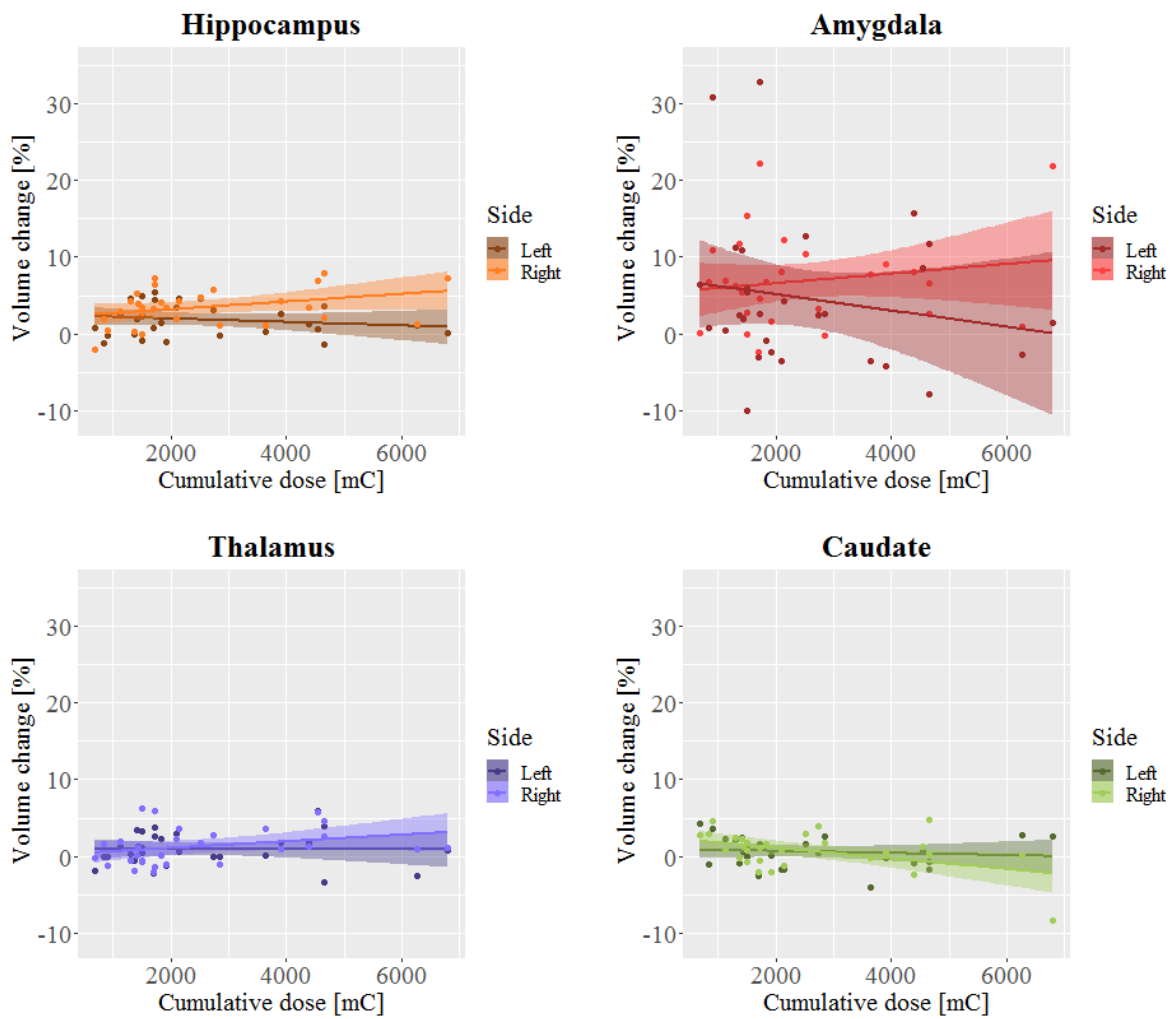 Hippocampus
Volume change [%]
30
20
10
0
-10
2000 4000 6000
Cumulative dose [mC]
Side
Left
Right
Amygdala
Volume change [%]
30
20
10
0
-10
2000 4000 6000
Cumulative dose [mC]
Side
Left
Right
Thalamus
Volume change [%]
30
20
10
0
-10
2000 4000 6000
Cumulative dose [mC]
Side
Left
Right
Caudate
Volume change [%]
30
20
10
0
-10
2000 4000 6000
Cumulative dose [mC]
Side
Left
Right